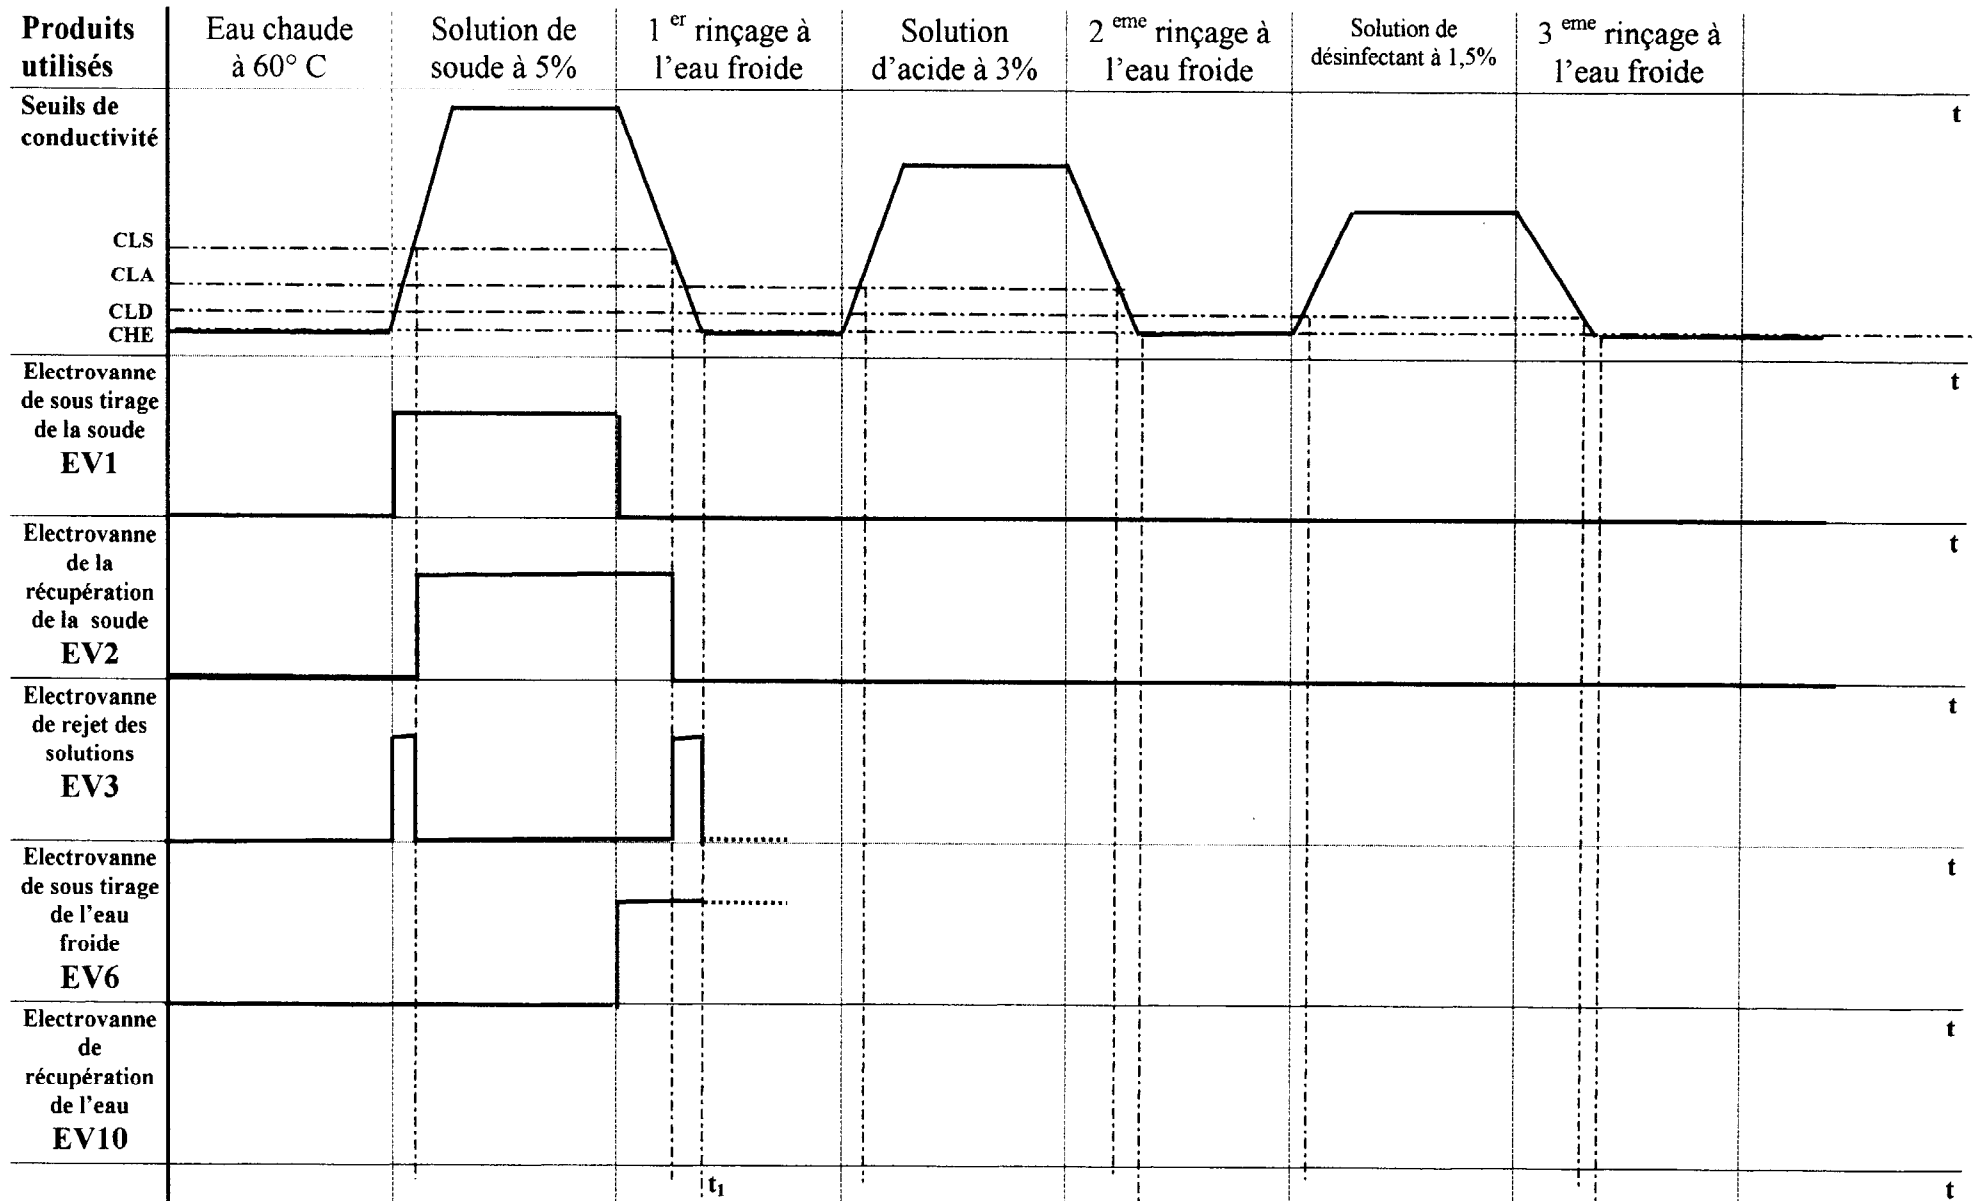 Produits utilisés
Eau chaude à 60° C
Solution de soude à 5%
1 er rinçage à l'eau froide
Solution d'acide à 3%
2 eme rinçage à l'eau froide
Solution de désinfectant à 1,5%
3 eme rinçage à l'eau froide
Seuils de conductivité
t
CLS
CLA
CLD
CHE
Electrovanne
de sous tirage
de la soude
EV1
t
Electrovanne
de la
récupération
de la soude
EV2
t
Electrovanne
de rejet des
solutions
EV3
t
Electrovanne
de sous tirage
de l'eau
froide
EV6
t
Electrovanne
de
récupération
de l'eau
EV10
t
t1
t